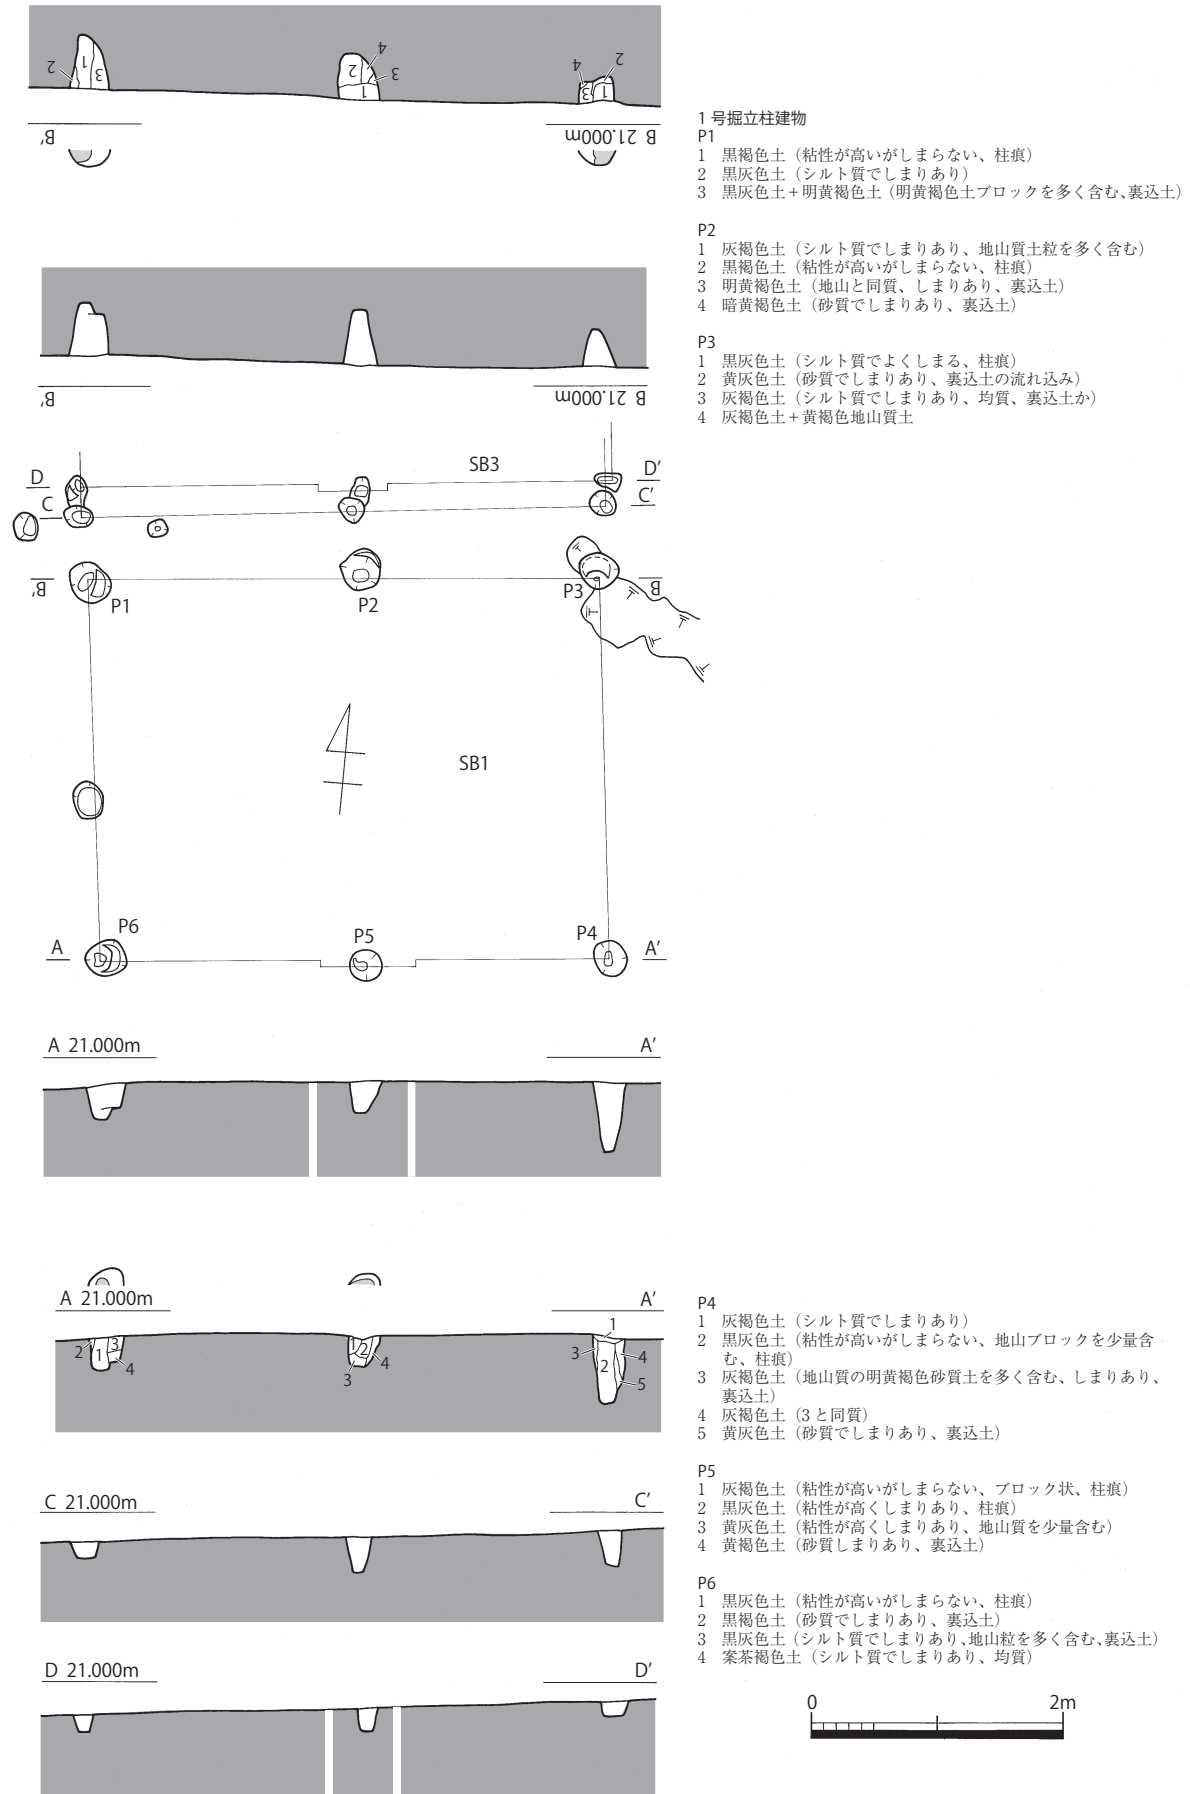 2 1 3 2 4 3 1 4 3 2 1
B′ B 21.000m
1 号掘立柱建物
P1
1 黒褐色土（粘性が高いがしまらない、柱痕）
2 黒灰色土（シルト質でしまりあり）
3 黒灰色土＋明黄褐色土（明黄褐色土ブロックを多く含む、裏込土）
P2
1 灰褐色土（シルト質でしまりあり、地山質土粒を多く含む）
2 黒褐色土（粘性が高いがしまらない、柱痕）
3 明黄褐色土（地山と同質、しまりあり、裏込土）
4 暗黄褐色土（砂質でしまりあり、裏込土）
P3
1 黒灰色土（シルト質でよくしまる、柱痕）
2 黄灰色土（砂質でしまりあり、裏込土の流れ込み）
3 灰褐色土（シルト質でしまりあり、均質、裏込土か）
4 灰褐色土＋黄褐色地山質土
B′ B 21.000m
SB3
D D′
C C′
B′ B
P1 P2 P3
SB1
P6 P5 P4
A A′
A 21.000m A′
A 21.000m A′
2 1 3 4 1 2 3 4 1 3 2 4 5
C 21.000m C′
D 21.000m D′
P4
1 灰褐色土（シルト質でしまりあり）
2 黒灰色土（粘性が高いがしまらない、地山ブロックを少量含
む、柱痕）
3 灰褐色土（地山質の明黄褐色砂質土を多く含む、しまりあり、
裏込土）
4 灰褐色土（3 と同質）
5 黄灰色土（砂質でしまりあり、裏込土）
P5
1 灰褐色土（粘性が高いがしまらない、ブロック状、柱痕）
2 黒灰色土（粘性が高くしまりあり、柱痕）
3 黄灰色土（粘性が高くしまりあり、地山質を少量含む）
4 黄褐色土（砂質しまりあり、裏込土）
P6
1 黒灰色土（粘性が高いがしまらない、柱痕）
2 黒褐色土（砂質でしまりあり、裏込土）
3 黒灰色土（シルト質でしまりあり、地山粒を多く含む、裏込土）
4 案茶褐色土（シルト質でしまりあり、均質）
0 2m